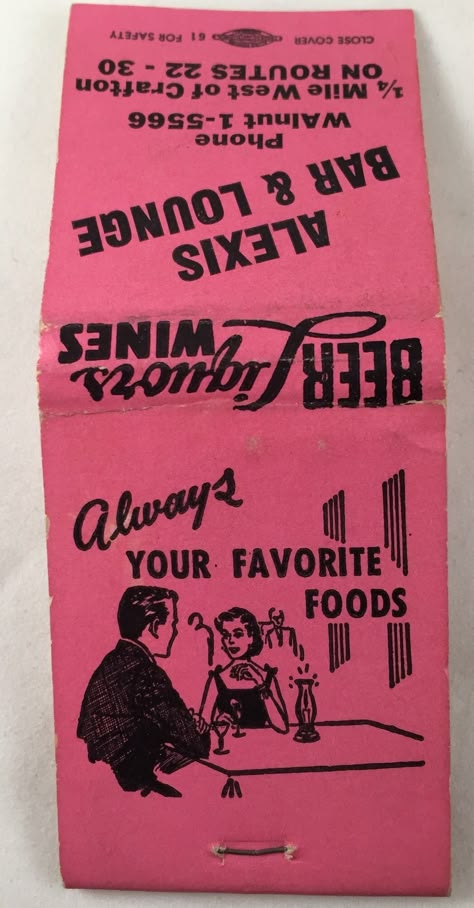 CLOSE COVER 61 FOR SAFETY
ALEXIS
BAR & LOUNGE
Phone
WAlnut 1-5566
¼ Mile West of Crafton
ON ROUTES 22 - 30
BEER Liquors
WINES
Always
YOUR FAVORITE
FOODS